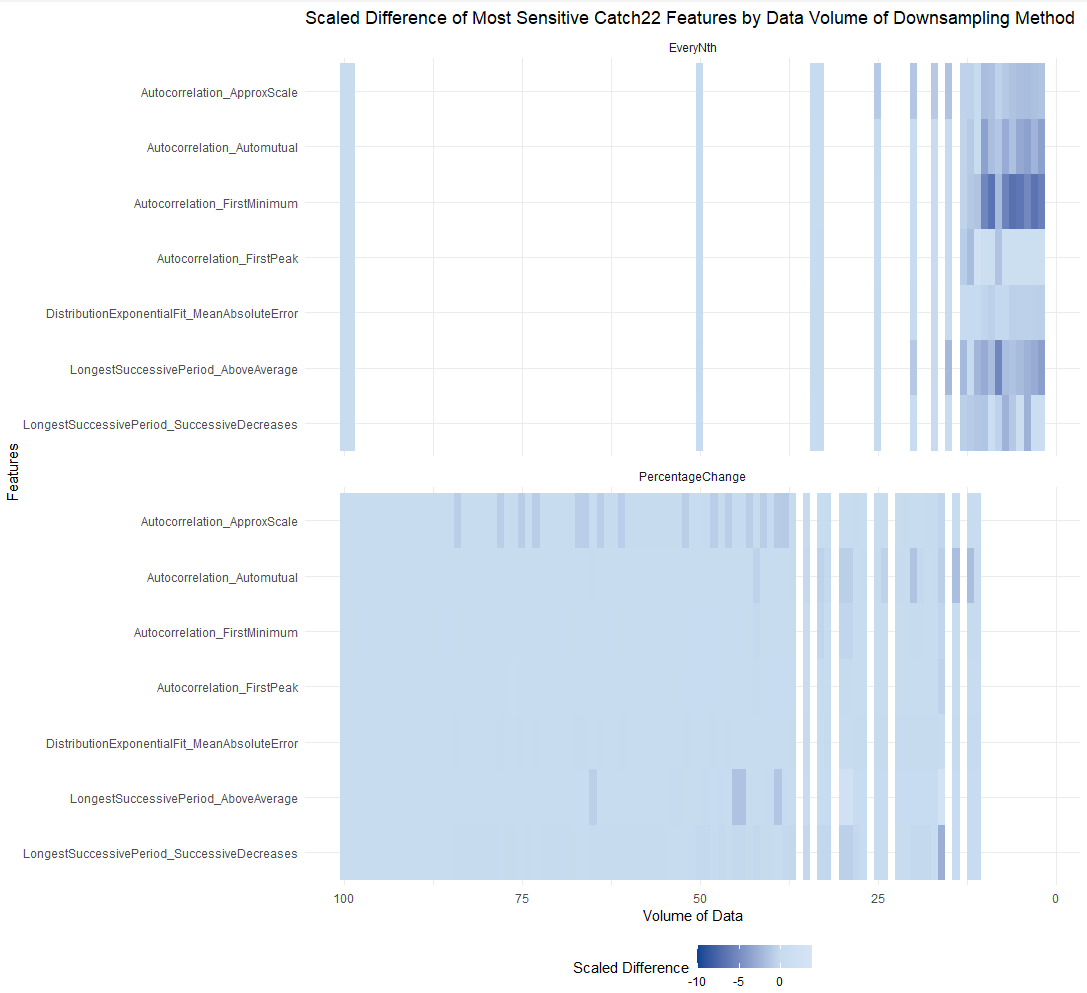 Scaled Difference of Most Sensitive Catch22 Features by Data Volume of Downsampling Method
EveryNth
Autocorrelation_ApproxScale
Autocorrelation_Automutual
Autocorrelation_FirstMinimum
Autocorrelation_FirstPeak
DistributionExponentialFit_MeanAbsoluteError
LongestSuccessivePeriod_AboveAverage
LongestSuccessivePeriod_SuccessiveDecreases
Features
PercentageChange
Autocorrelation_ApproxScale
Autocorrelation_Automutual
Autocorrelation_FirstMinimum
Autocorrelation_FirstPeak
DistributionExponentialFit_MeanAbsoluteError
LongestSuccessivePeriod_AboveAverage
LongestSuccessivePeriod_SuccessiveDecreases
100 75 50 25 0
Volume of Data
Scaled Difference
-10 -5 0